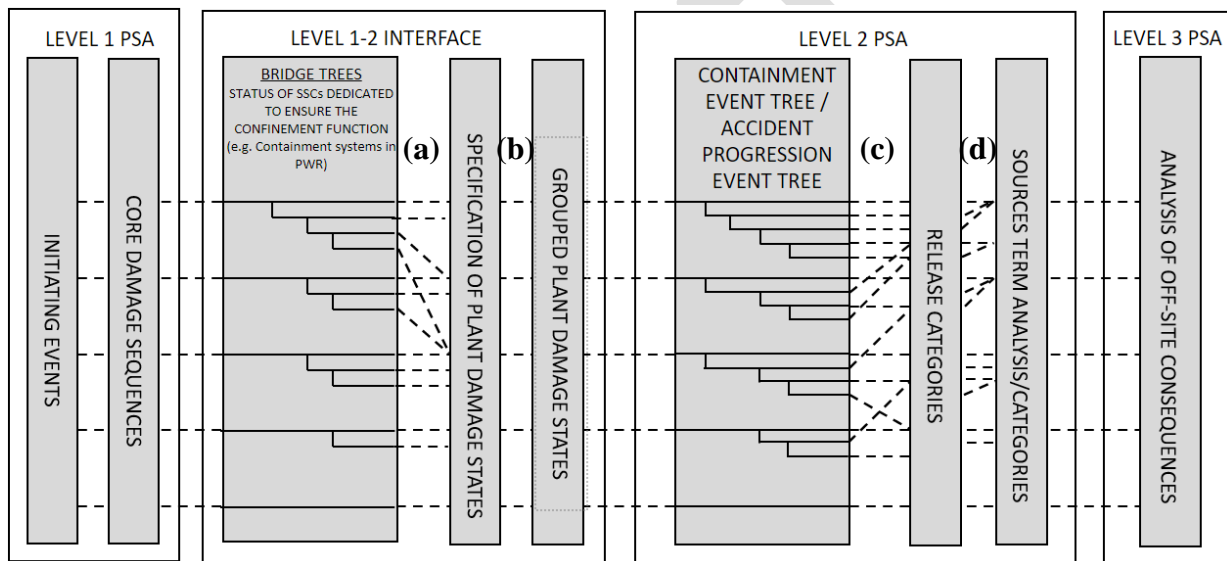 LEVEL 1 PSA
INITIATING EVENTS
CORE DAMAGE SEQUENCES
LEVEL 1-2 INTERFACE
BRIDGE TREES
STATUS OF SSCs DEDICATED
TO ENSURE THE
CONFINEMENT FUNCTION
(e.g. Containment systems in
PWR)
(a)
SPECIFICATION OF PLANT DAMAGE STATES
(b)
GROUPED PLANT DAMAGE STATES
LEVEL 2 PSA
CONTAINMENT
EVENT TREE /
ACCIDENT
PROGRESSION
EVENT TREE
(c)
RELEASE CATEGORIES
(d)
SOURCES TERM ANALYSIS/CATEGORIES
LEVEL 3 PSA
ANALYSIS OF OFF-SITE CONSEQUENCES